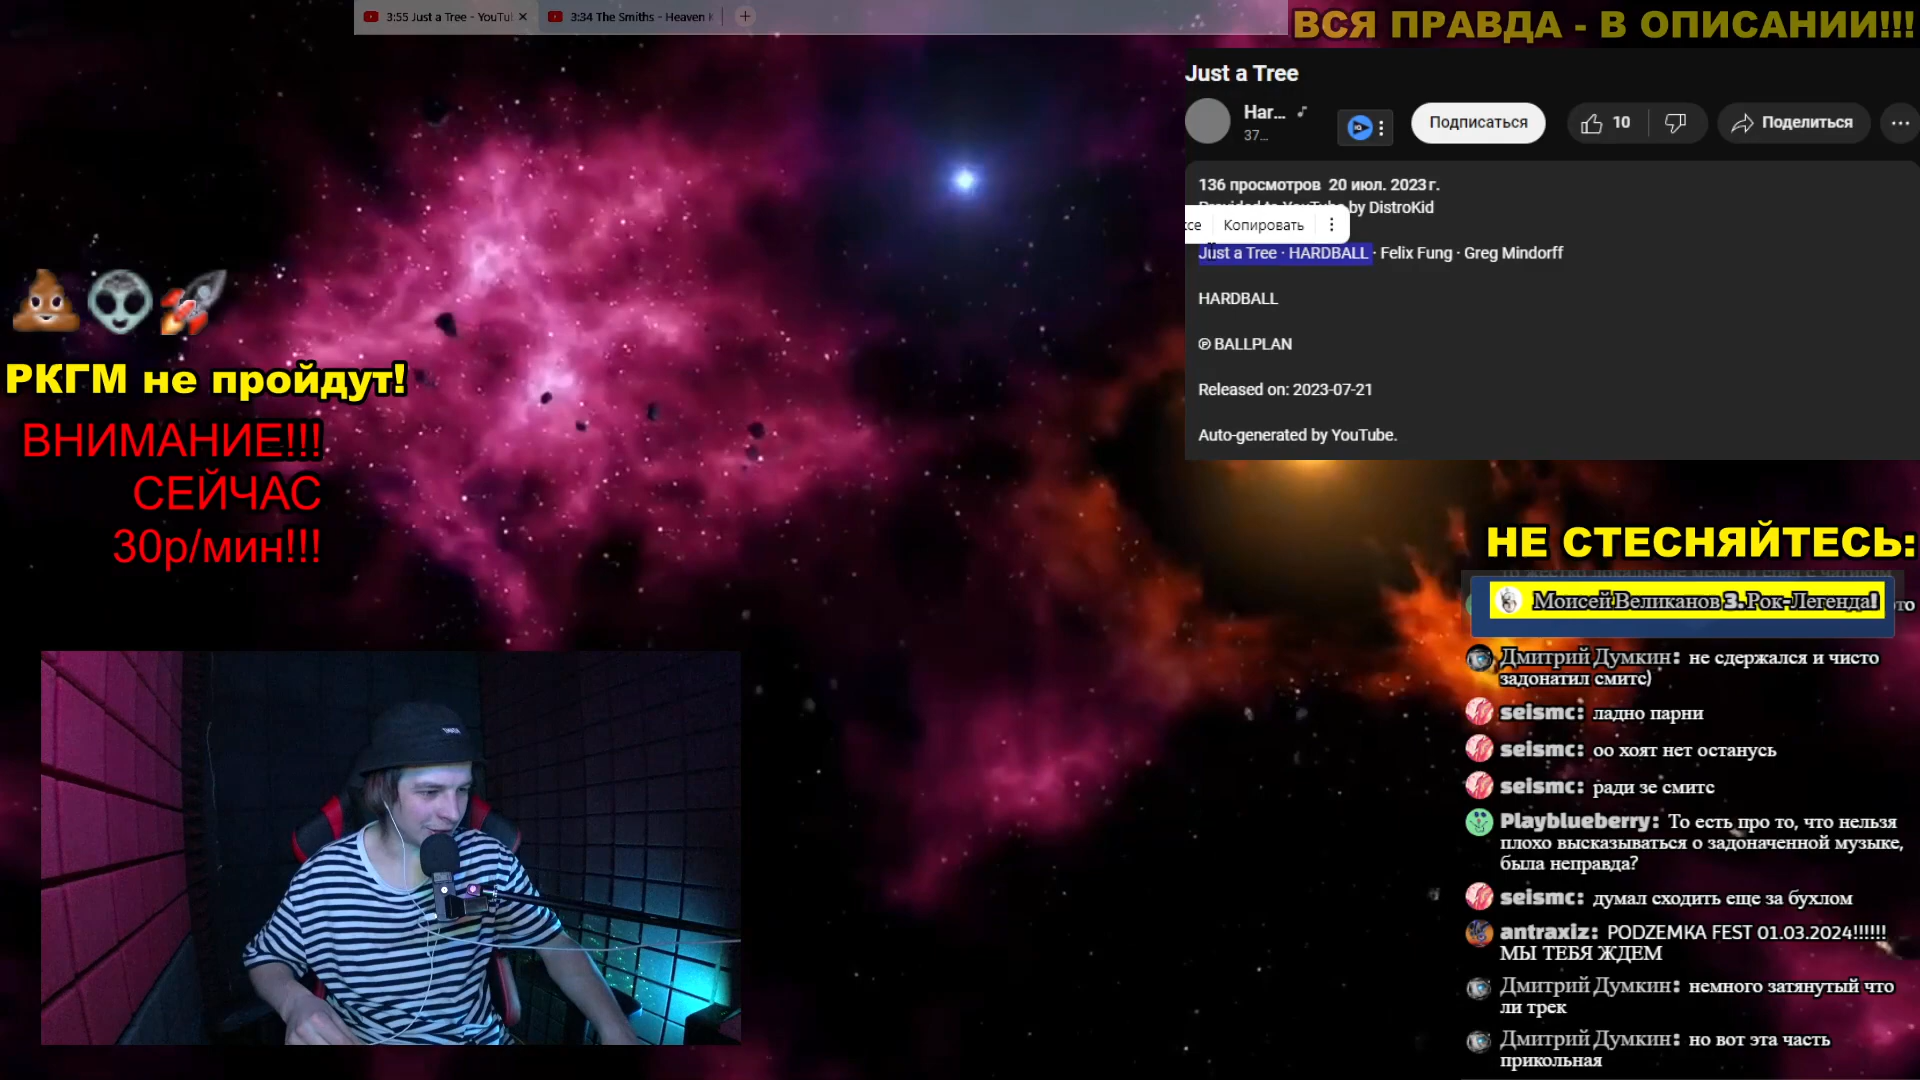 3:55 Just a Tree - YouTu
3:34 The Smiths - Heaven
ВСЯ ПРАВДА - В ОПИСАНИИ!!!
Just a Tree
Har...
37...
Подписаться
10
Поделиться
136 просмотров 20 июл. 2023 г.
Provided to YouTube by DistroKid
Копировать
Just a Tree · HARDBALL · Felix Fung · Greg Mindorff
HARDBALL
℗ BALLPLAN
Released on: 2023-07-21
Auto-generated by YouTube.
РКГМ не пройдут!
ВНИМАНИЕ!!!
СЕЙЧАС
30р/мин!!!
НЕ СТЕСНЯЙТЕСЬ:
Моисей Великанов 3. Рок-Легенда!
Дмитрий Думкин: не сдержался и чисто
задонатил смитс)
seismc: ладно парни
seismc: оо хоят нет останусь
seismc: ради зе смитс
Playblueberry: То есть про то, что нельзя
плохо высказываться о задоначенной музыке,
была неправда?
seismc: думал сходить еще за бухлом
antraxiz: PODZEMKA FEST 01.03.2024!!!!!!
МЫ ТЕБЯ ЖДЕМ
Дмитрий Думкин: немного затянутый что
ли трек
Дмитрий Думкин: но вот эта часть
прикольная